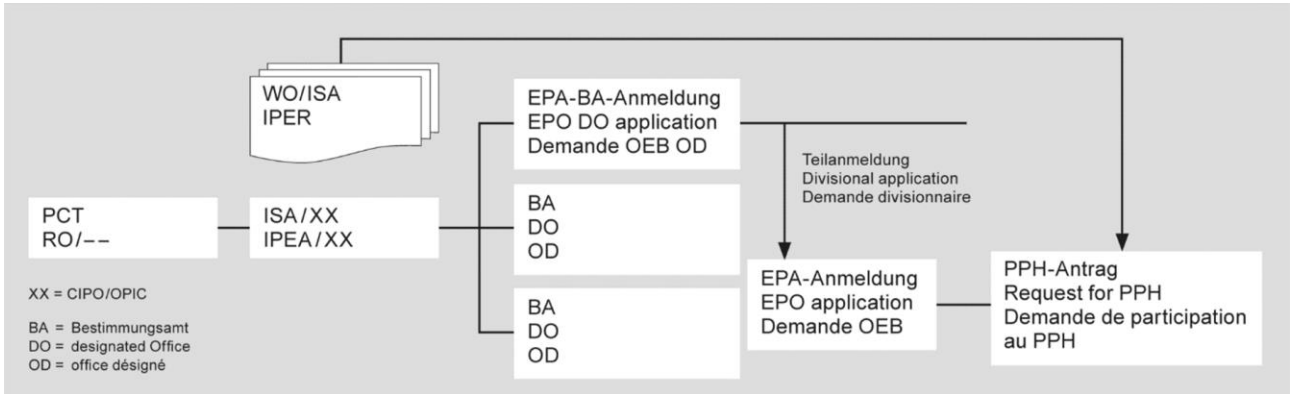 WO/ISA
IPER
EPA-BA-Anmeldung
EPO DO application
Demande OEB OD
Teilanmeldung
Divisional application
Demande divisionnaire
PCT
RO/––
ISA/XX
IPEA/XX
BA
DO
OD
EPA-Anmeldung
EPO application
Demande OEB
PPH-Antrag
Request for PPH
Demande de participation
au PPH
BA
DO
OD
XX = CIPO/OPIC
BA = Bestimmungsamt
DO = designated Office
OD = office désigné